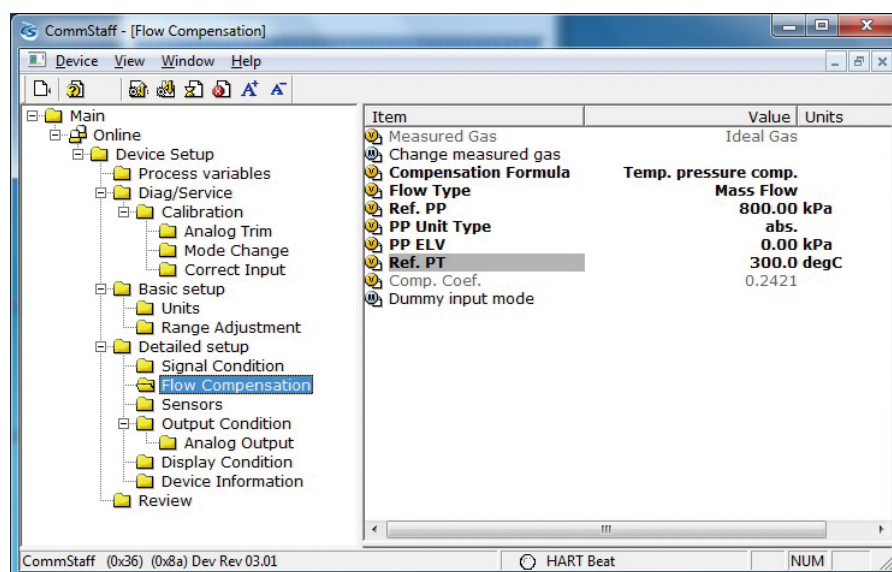 CommStaff - [Flow Compensation]
Device View Window Help
Main
Online
Device Setup
Process variables
Diag/Service
Calibration
Analog Trim
Mode Change
Correct Input
Basic setup
Units
Range Adjustment
Detailed setup
Signal Condition
Flow Compensation
Sensors
Output Condition
Analog Output
Display Condition
Device Information
Review
Item Value Units
Measured Gas Ideal Gas
Change measured gas
Compensation Formula Temp. pressure comp.
Flow Type Mass Flow
Ref. PP 800.00 kPa
PP Unit Type abs.
PP ELV 0.00 kPa
Ref. PT 300.0 degC
Comp. Coef. 0.2421
Dummy input mode
CommStaff (0x36) (0x8a) Dev Rev 03.01 HART Beat NUM